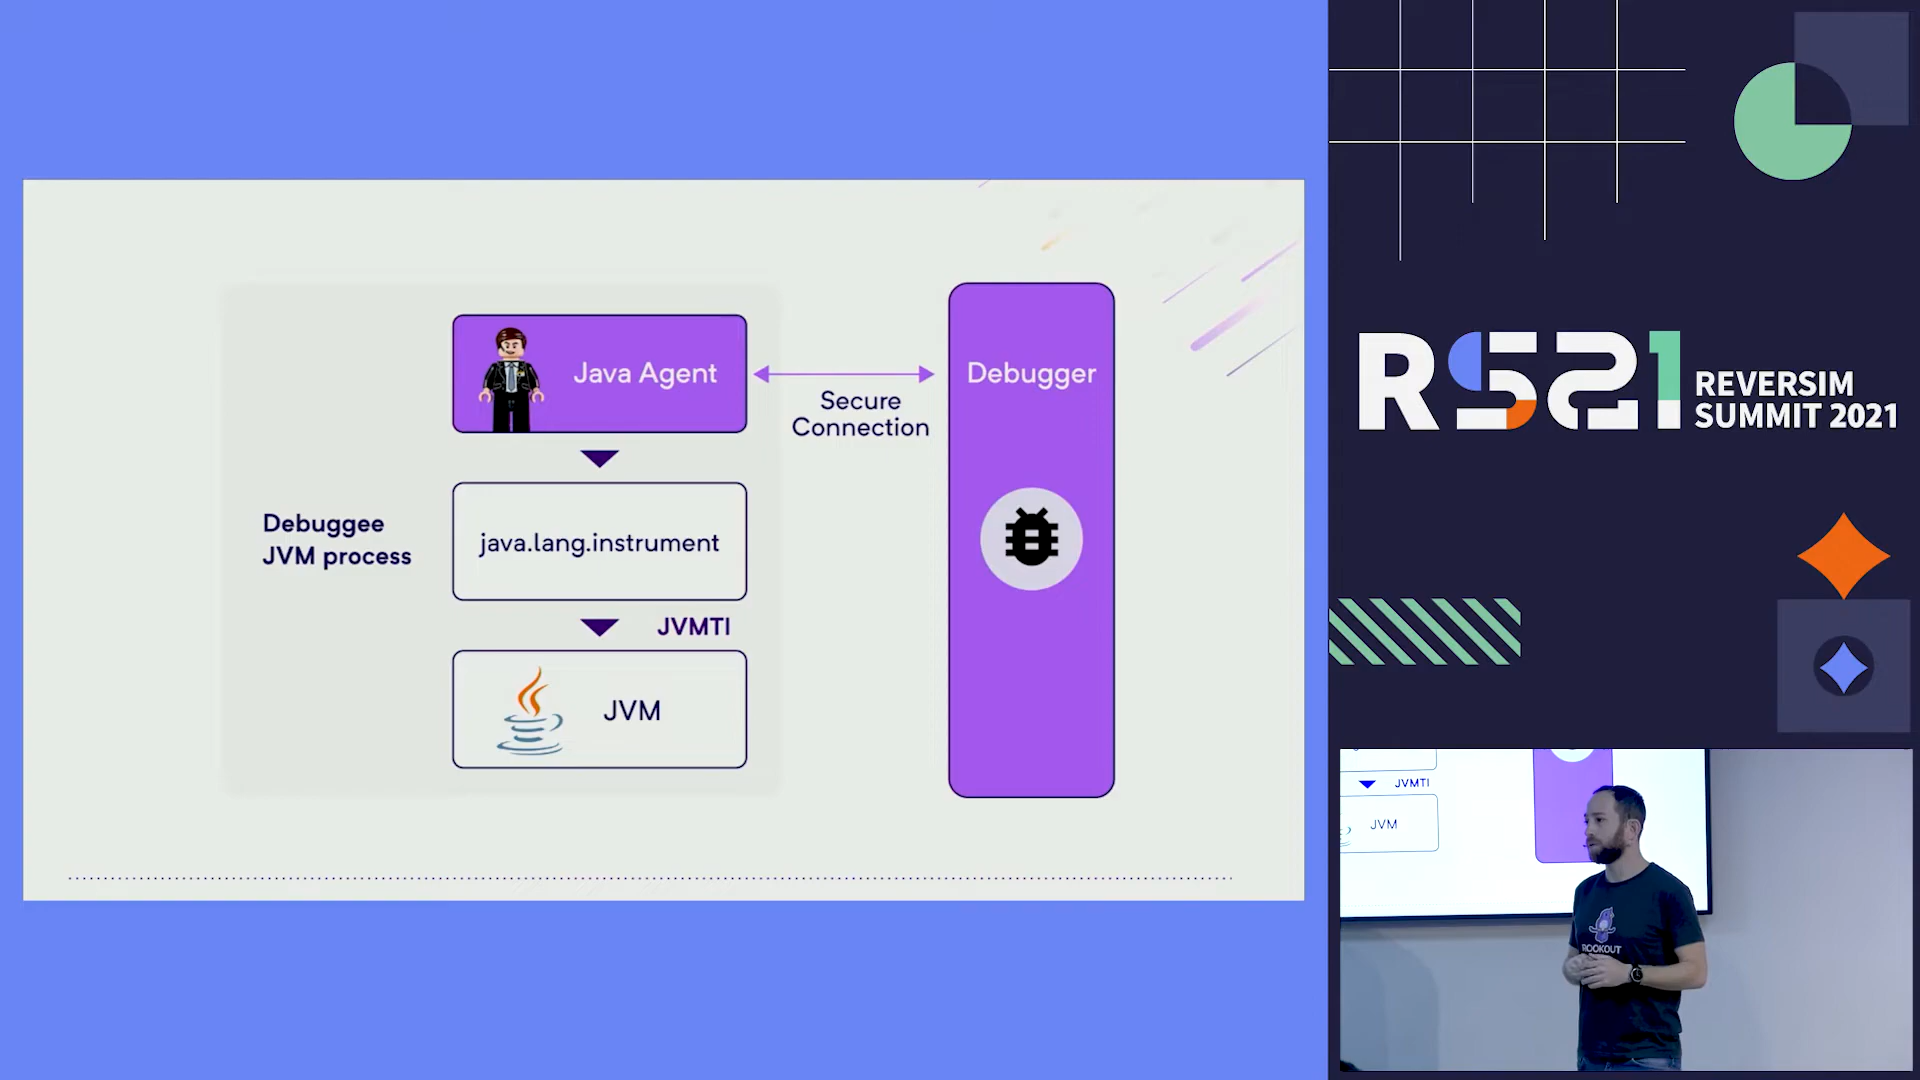 Java Agent
Secure
Connection
Debugger
Debuggee
JVM process
java.lang.instrument
JVMTI
JVM
RS21
REVERSIM
SUMMIT 2021
JVMTI
JVM
ROOKOUT